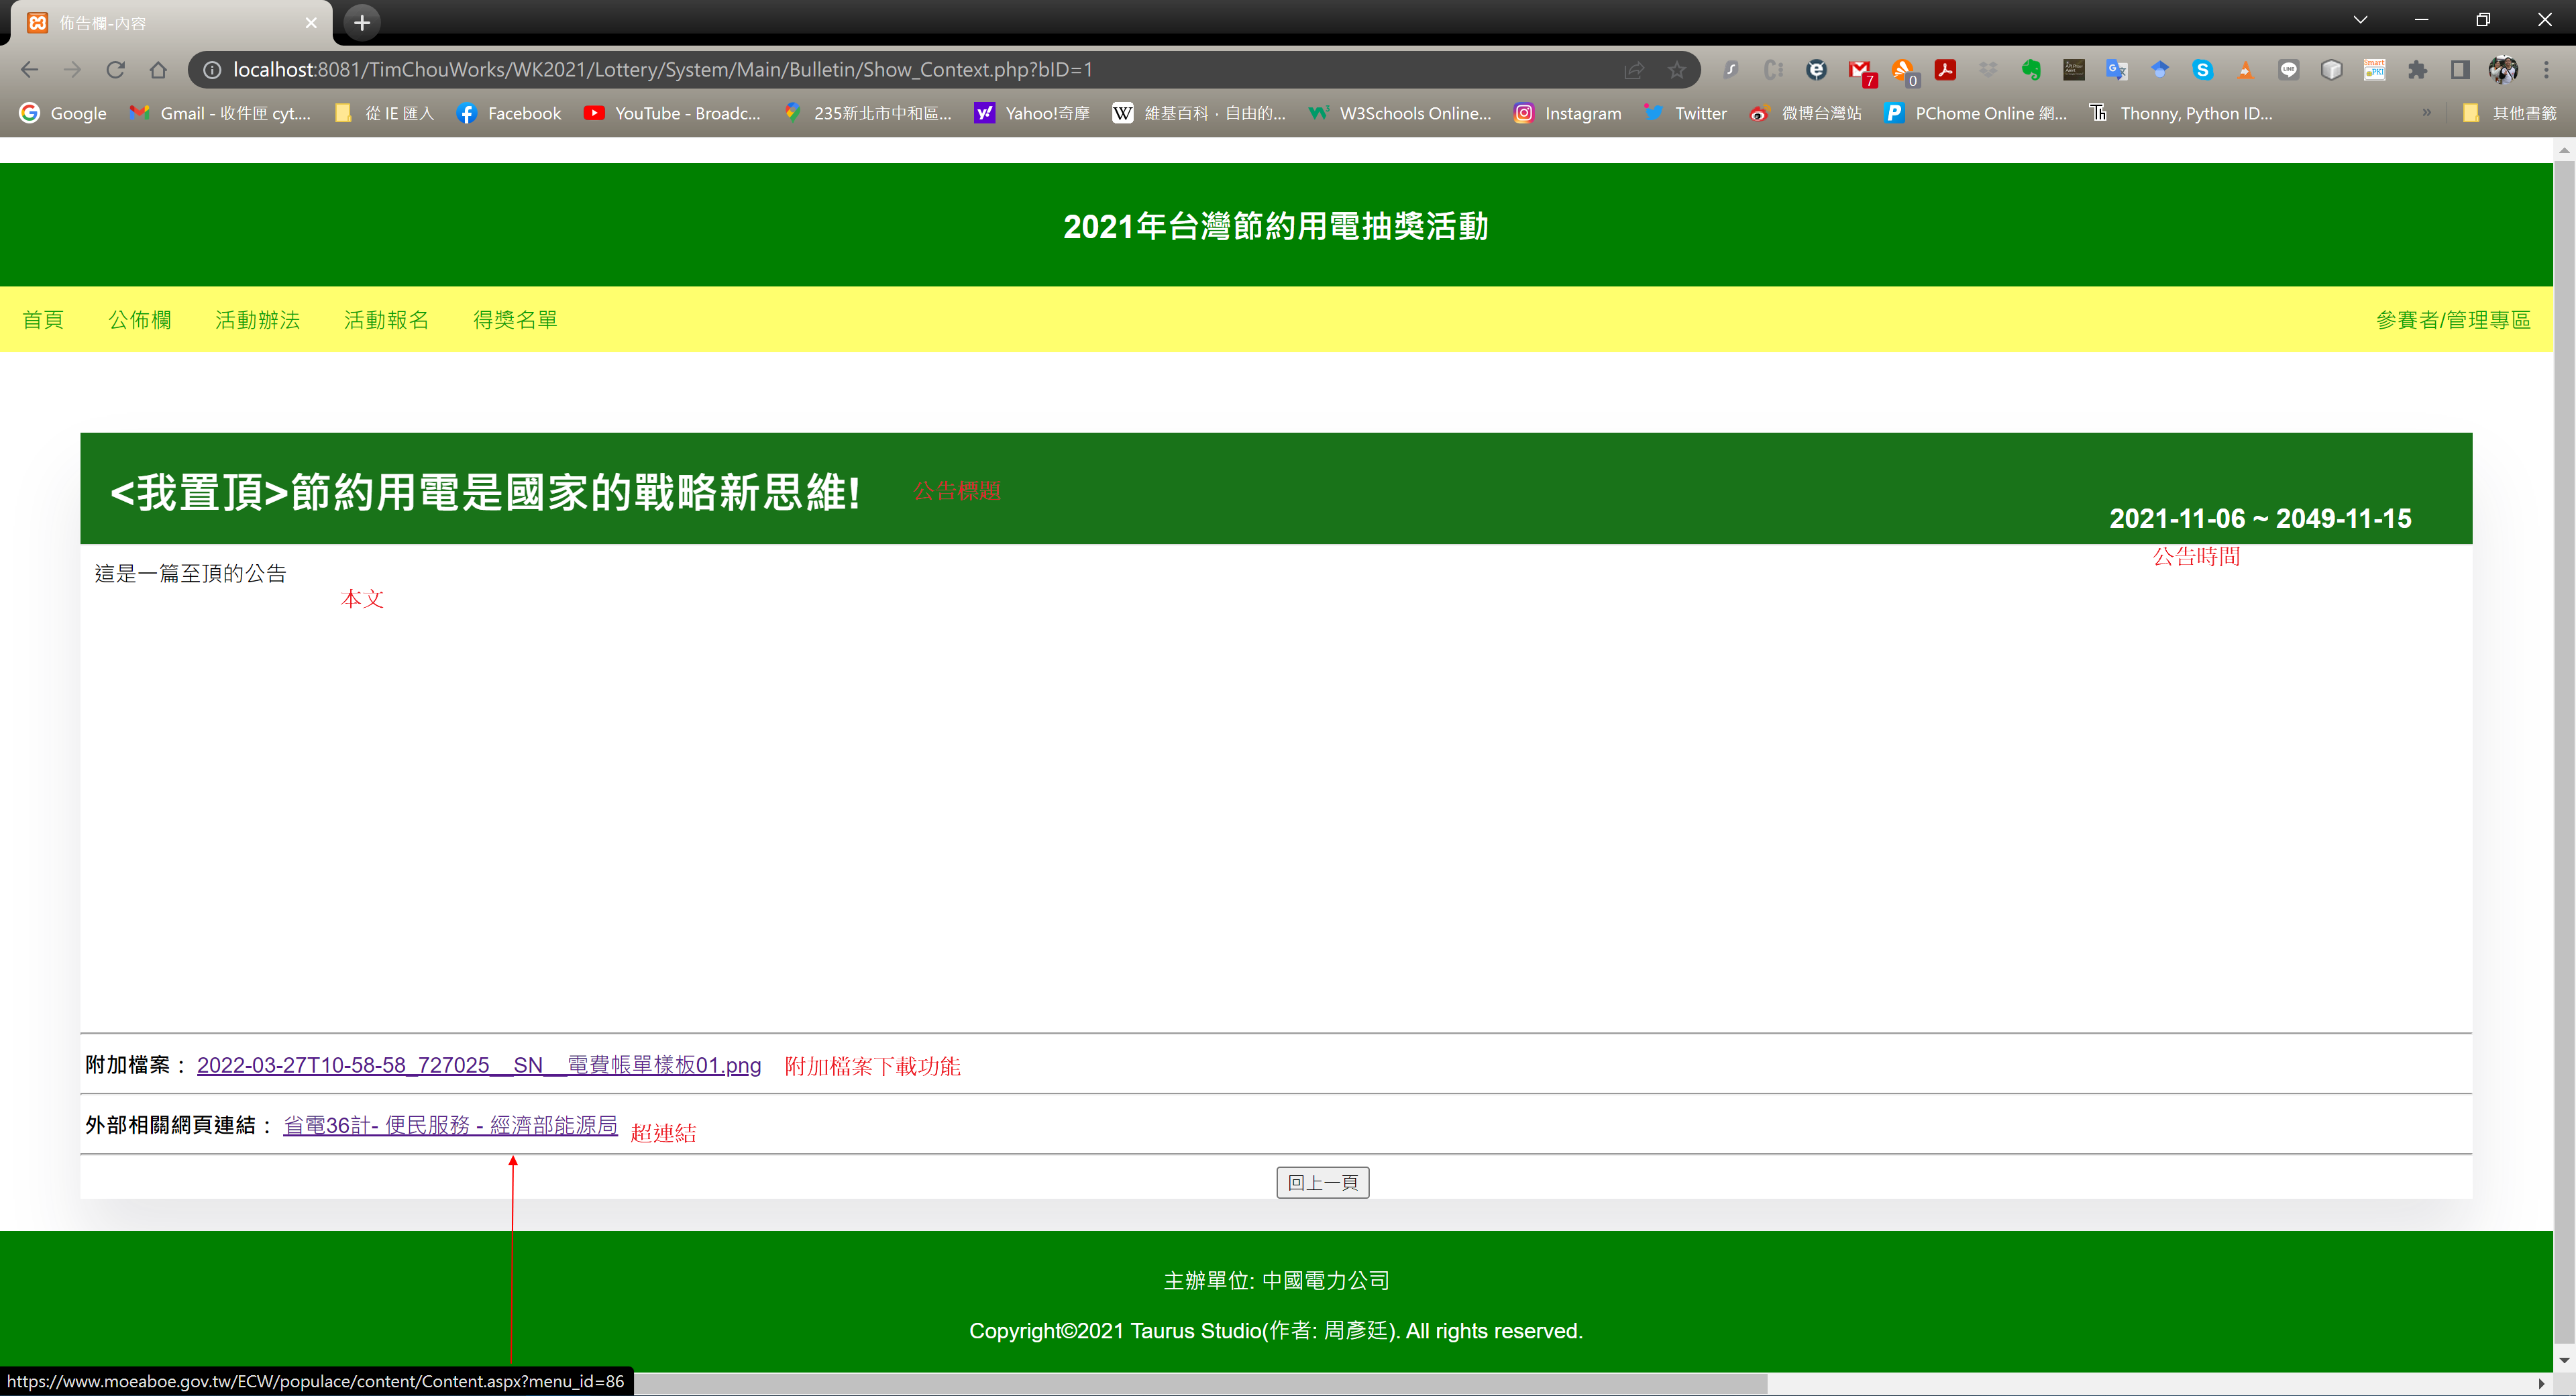 佈告欄-內容
localhost:8081/TimChouWorks/WK2021/Lottery/System/Main/Bulletin/Show_Context.php?bID=1
7
0
Google
Gmail - 收件匣 cyt....
從 IE 匯入
Facebook
YouTube - Broadc...
235新北市中和區...
Yahoo!奇摩
維基百科，自由的...
W3Schools Online...
Instagram
Twitter
微博台灣站
PChome Online 網...
Thonny, Python ID...
其他書籤
2021年台灣節約用電抽獎活動
首頁 公佈欄 活動辦法 活動報名 得獎名單 參賽者/管理專區
<我置頂>節約用電是國家的戰略新思維!
公告標題
2021-11-06 ~ 2049-11-15
公告時間
這是一篇至頂的公告
本文
附加檔案： 2022-03-27T10-58-58_727025__SN__電費帳單樣板01.png 附加檔案下載功能
外部相關網頁連結： 省電36計- 便民服務 - 經濟部能源局 超連結
回上一頁
主辦單位: 中國電力公司
Copyright©2021 Taurus Studio(作者: 周彥廷). All rights reserved.
https://www.moeaboe.gov.tw/ECW/populace/content/Content.aspx?menu_id=86